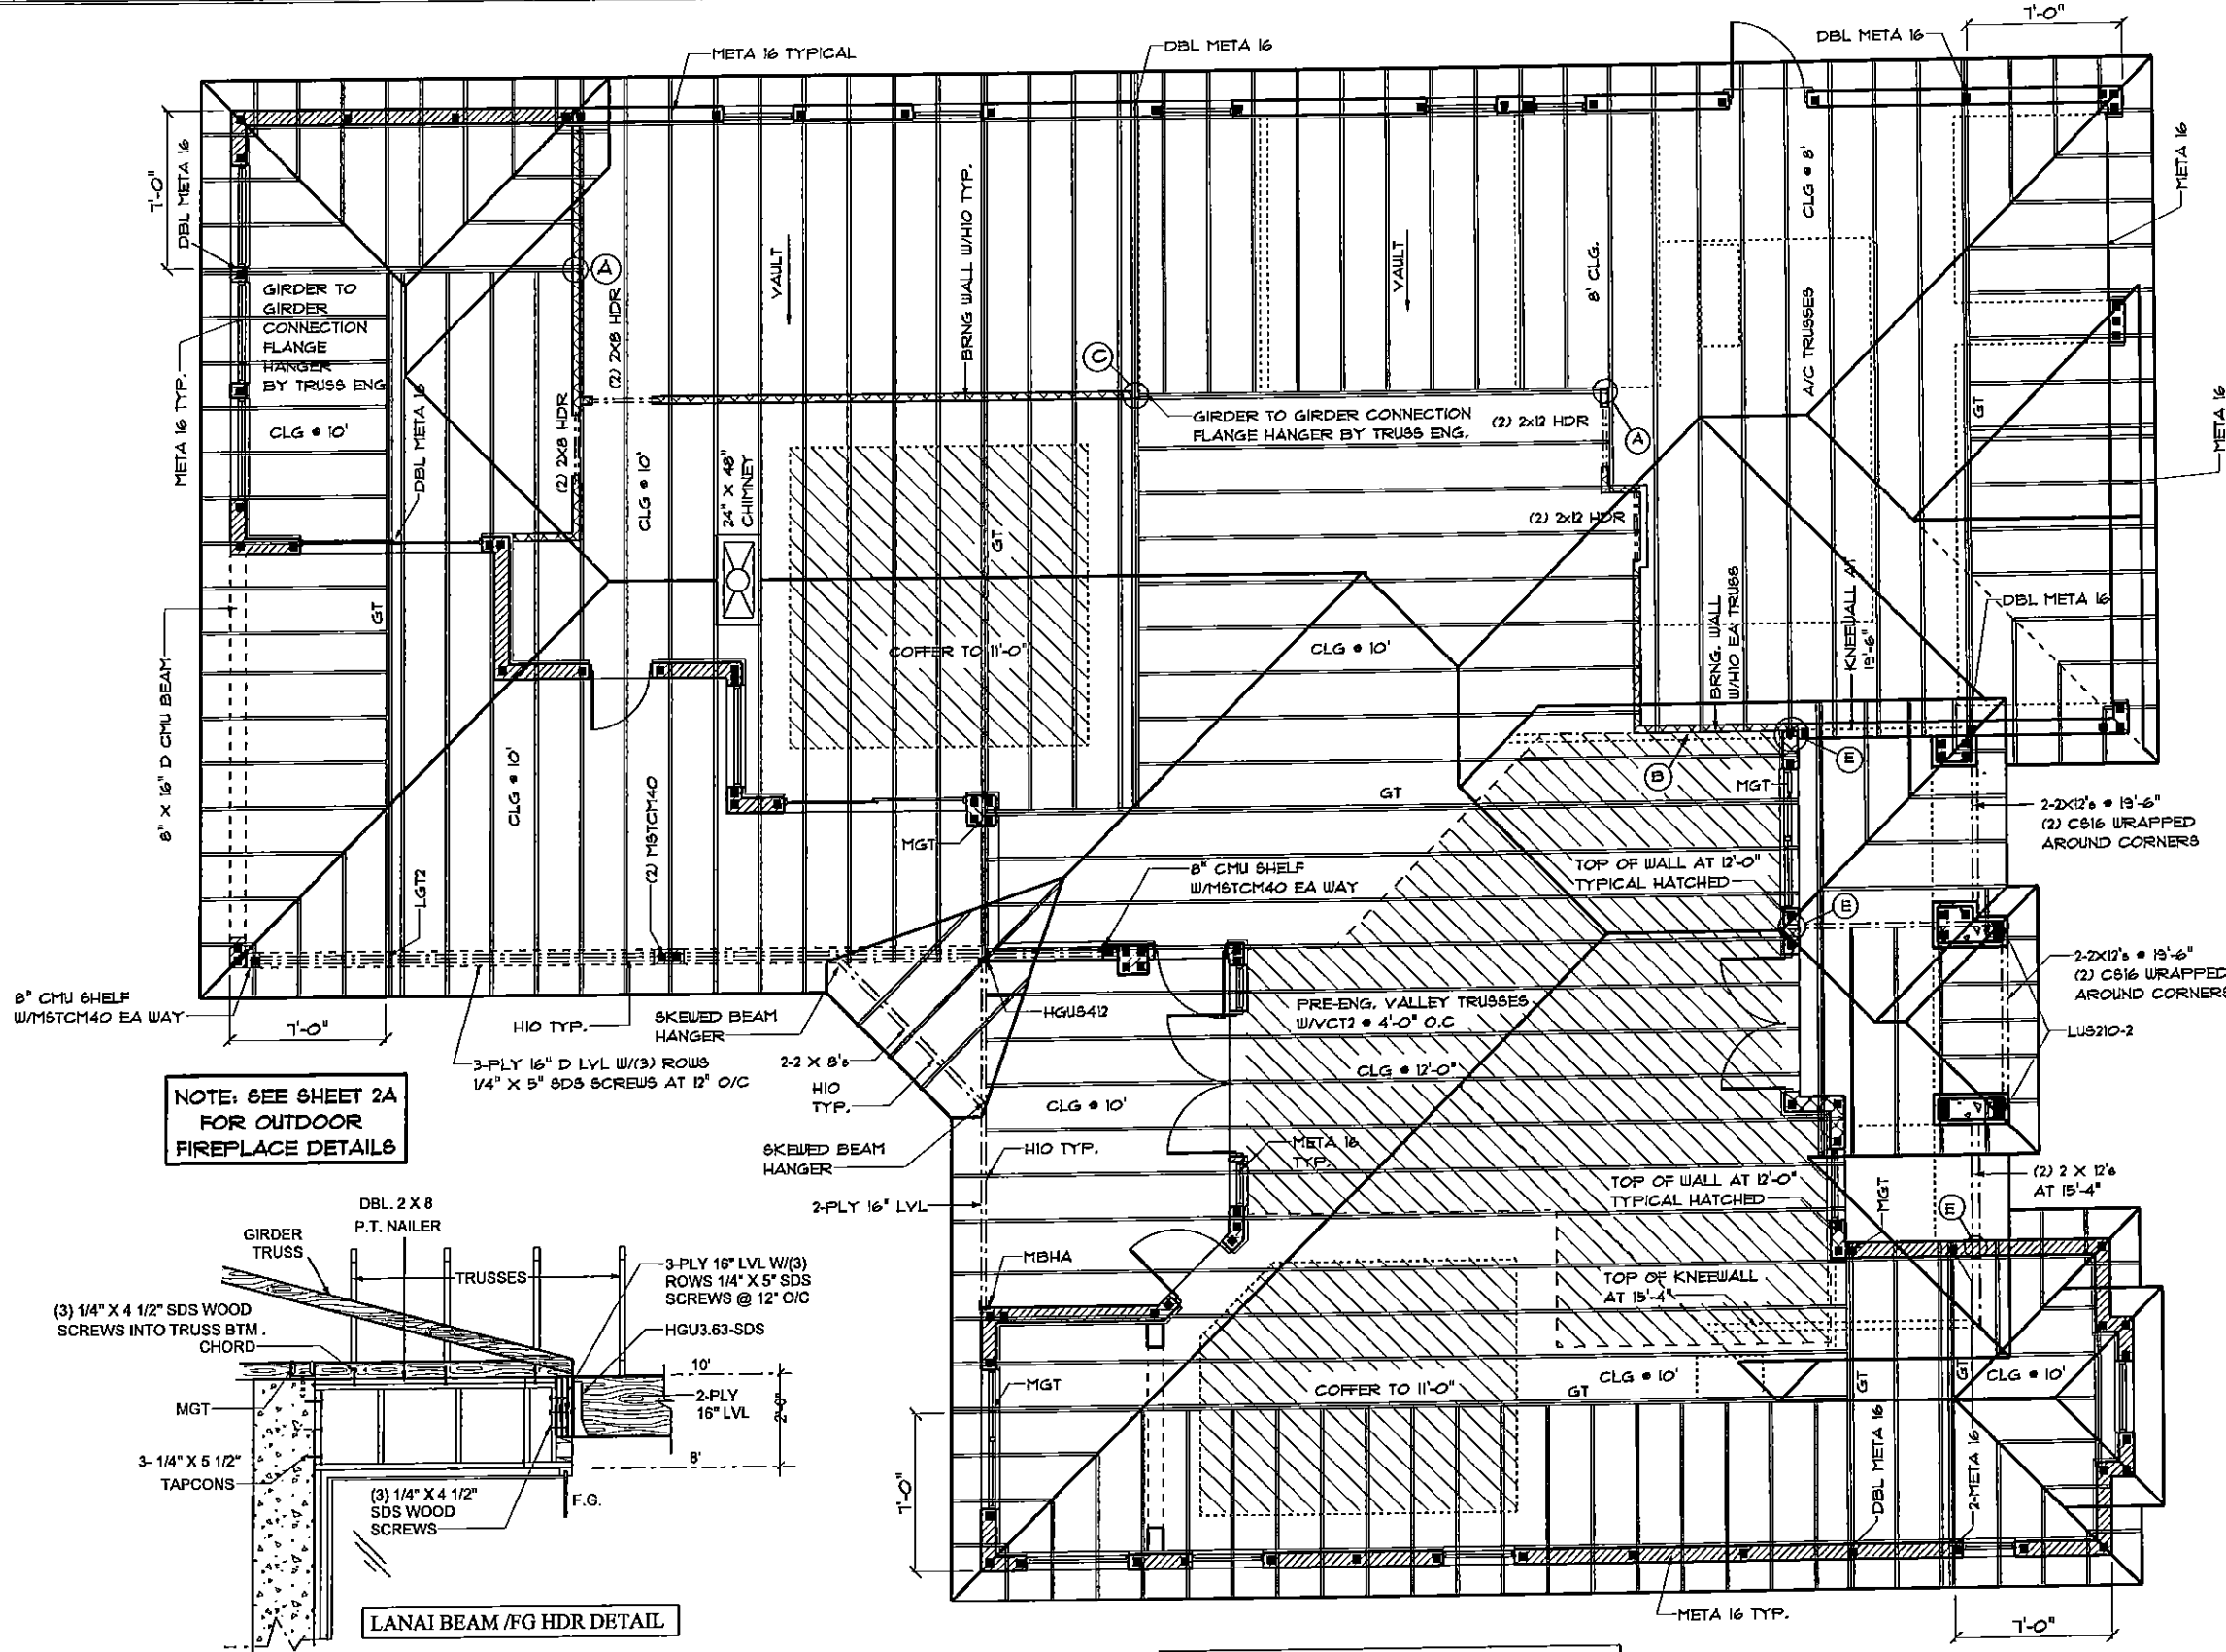 7'-0"
DBL META 16
META 16 TYPICAL
DBL META 16
7'-0"
DBL META 16
META 16
GIRDER TO
GIRDER
CONNECTION
FLANGE
HANGER
BY TRUSS ENG.
A
(2) 2X8 HDR
VAULT
BRNG WALL W/H10 TYP.
VAULT
8' CLG.
CLG @ 8'
A/C TRUSSES
GT
META 16
META 16 TYP.
CLG @ 10'
DBL META 16
(2) 2X8 HDR
CLG @ 10'
24" X 48"
CHIMNEY
C
GIRDER TO GIRDER CONNECTION
FLANGE HANGER BY TRUSS ENG.
(2) 2x12 HDR
A
(2) 2x12 HDR
GT
GT
COFFER TO 11'-0"
CLG @ 10'
BRNG. WALL
W/H10 EA TRUSS
KNEEWALL AT
19'-6"
DBL META 16
8" X 16" D CMU BEAM
CLG @ 10'
(2) MSTCM40
LGT2
MGT
GT
B
E
MGT
2-2X12's @ 19'-6"
(2) CS16 WRAPPED
AROUND CORNERS
8" CMU SHELF
W/MSTCM40 EA WAY
TOP OF WALL AT 12'-0"
TYPICAL HATCHED
E
2-2X12's @ 19'-6"
(2) CS16 WRAPPED
AROUND CORNERS
LUS210-2
8" CMU SHELF
W/MSTCM40 EA WAY
7'-0"
H10 TYP.
SKEWED BEAM
HANGER
HGUS412
PRE-ENG. VALLEY TRUSSES
W/VCT2 @ 4'-0" O.C
3-PLY 16" D LVL W/(3) ROWS
1/4" X 5" SDS SCREWS AT 12" O/C
2-2 X 8's
H10
TYP.
CLG @ 12'-0"
CLG @ 10'
NOTE: SEE SHEET 2A
FOR OUTDOOR
FIREPLACE DETAILS
SKEWED BEAM
HANGER
H10 TYP.
META 16
TYP.
2-PLY 16" LVL
TOP OF WALL AT 12'-0"
TYPICAL HATCHED
MGT
(2) 2 X 12's
AT 15'-4"
E
MBHA
TOP OF KNEEWALL
AT 15'-4"
MGT
COFFER TO 11'-0"
GT
CLG @ 10'
GT
GT
CLG @ 10'
7'-0"
DBL META 16
2-META 16
META 16 TYP.
7'-0"
DBL. 2 X 8
P.T. NAILER
GIRDER
TRUSS
TRUSSES
3-PLY 16" LVL W/(3)
ROWS 1/4" X 5" SDS
SCREWS @ 12" O/C
(3) 1/4" X 4 1/2" SDS WOOD
SCREWS INTO TRUSS BTM.
CHORD
HGU3.63-SDS
10'
2-PLY
16" LVL
2'-0"
MGT
8'
3- 1/4" X 5 1/2"
TAPCONS
(3) 1/4" X 4 1/2"
SDS WOOD
SCREWS
F.G.
LANAI BEAM /FG HDR DETAIL